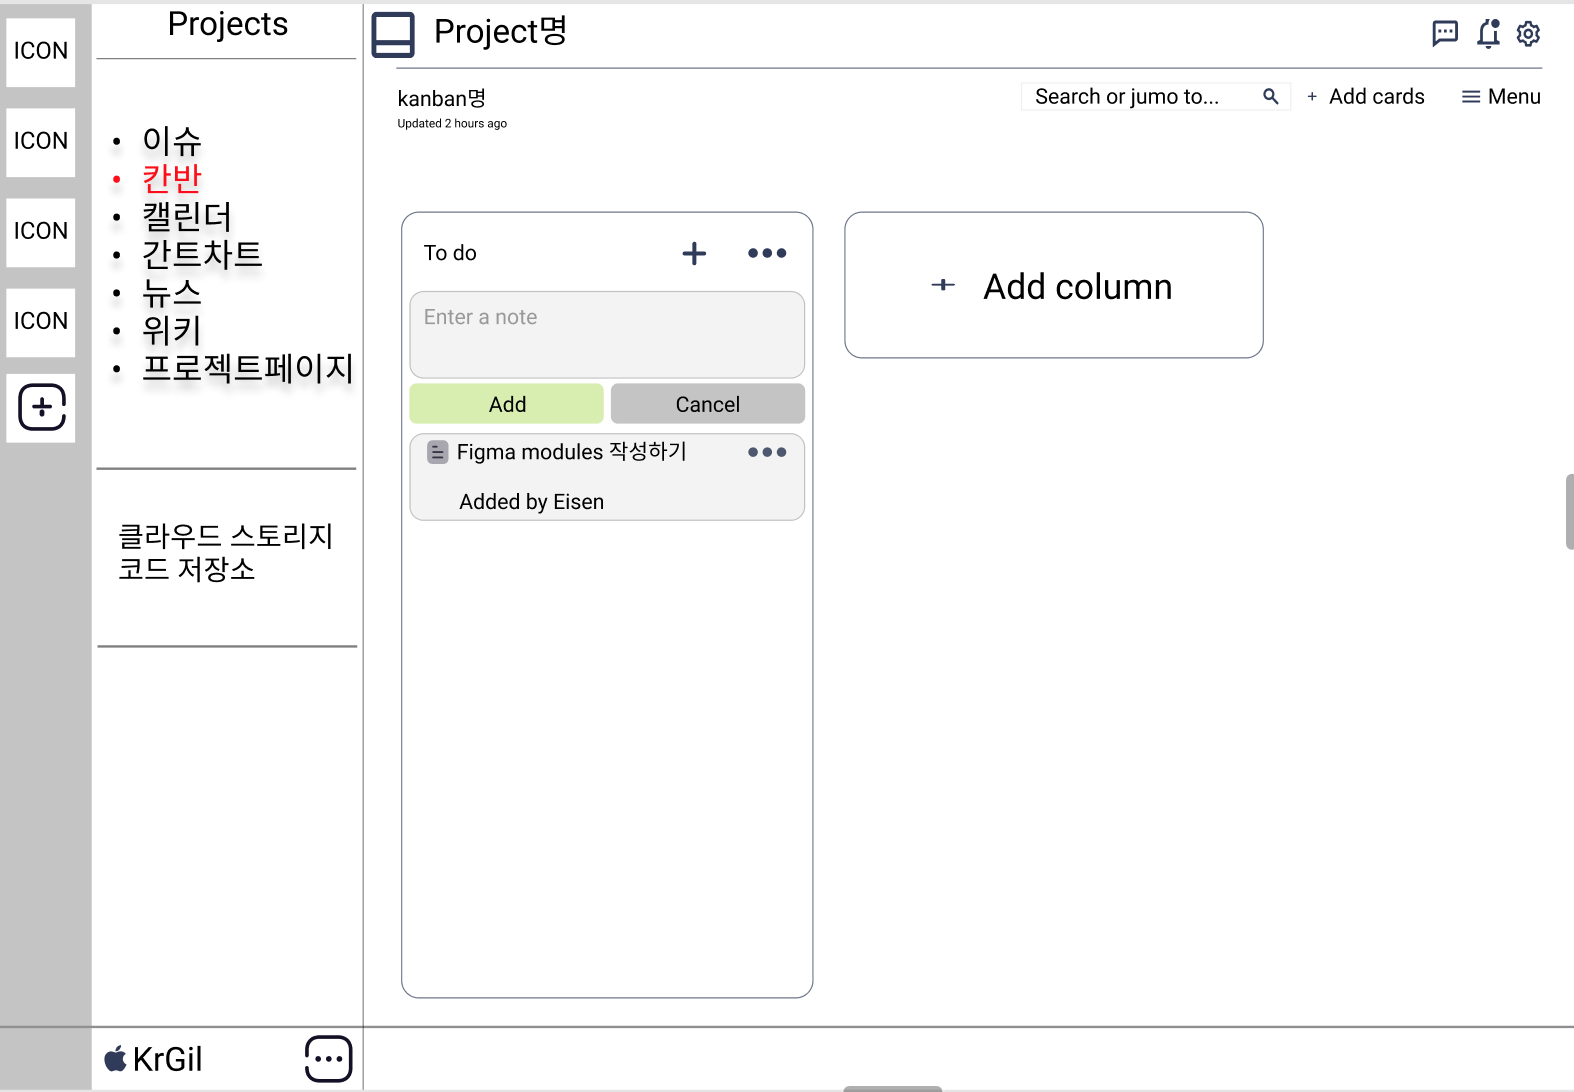 ICON
ICON
ICON
ICON
Projects
• 이슈
• 칸반
• 캘린더
• 간트차트
• 뉴스
• 위키
• 프로젝트페이지
클라우드 스토리지
코드 저장소
KrGil
Project명
kanban명
Updated 2 hours ago
Search or jumo to...
+ Add cards
Menu
To do
Enter a note
Add
Cancel
Figma modules 작성하기
Added by Eisen
Add column